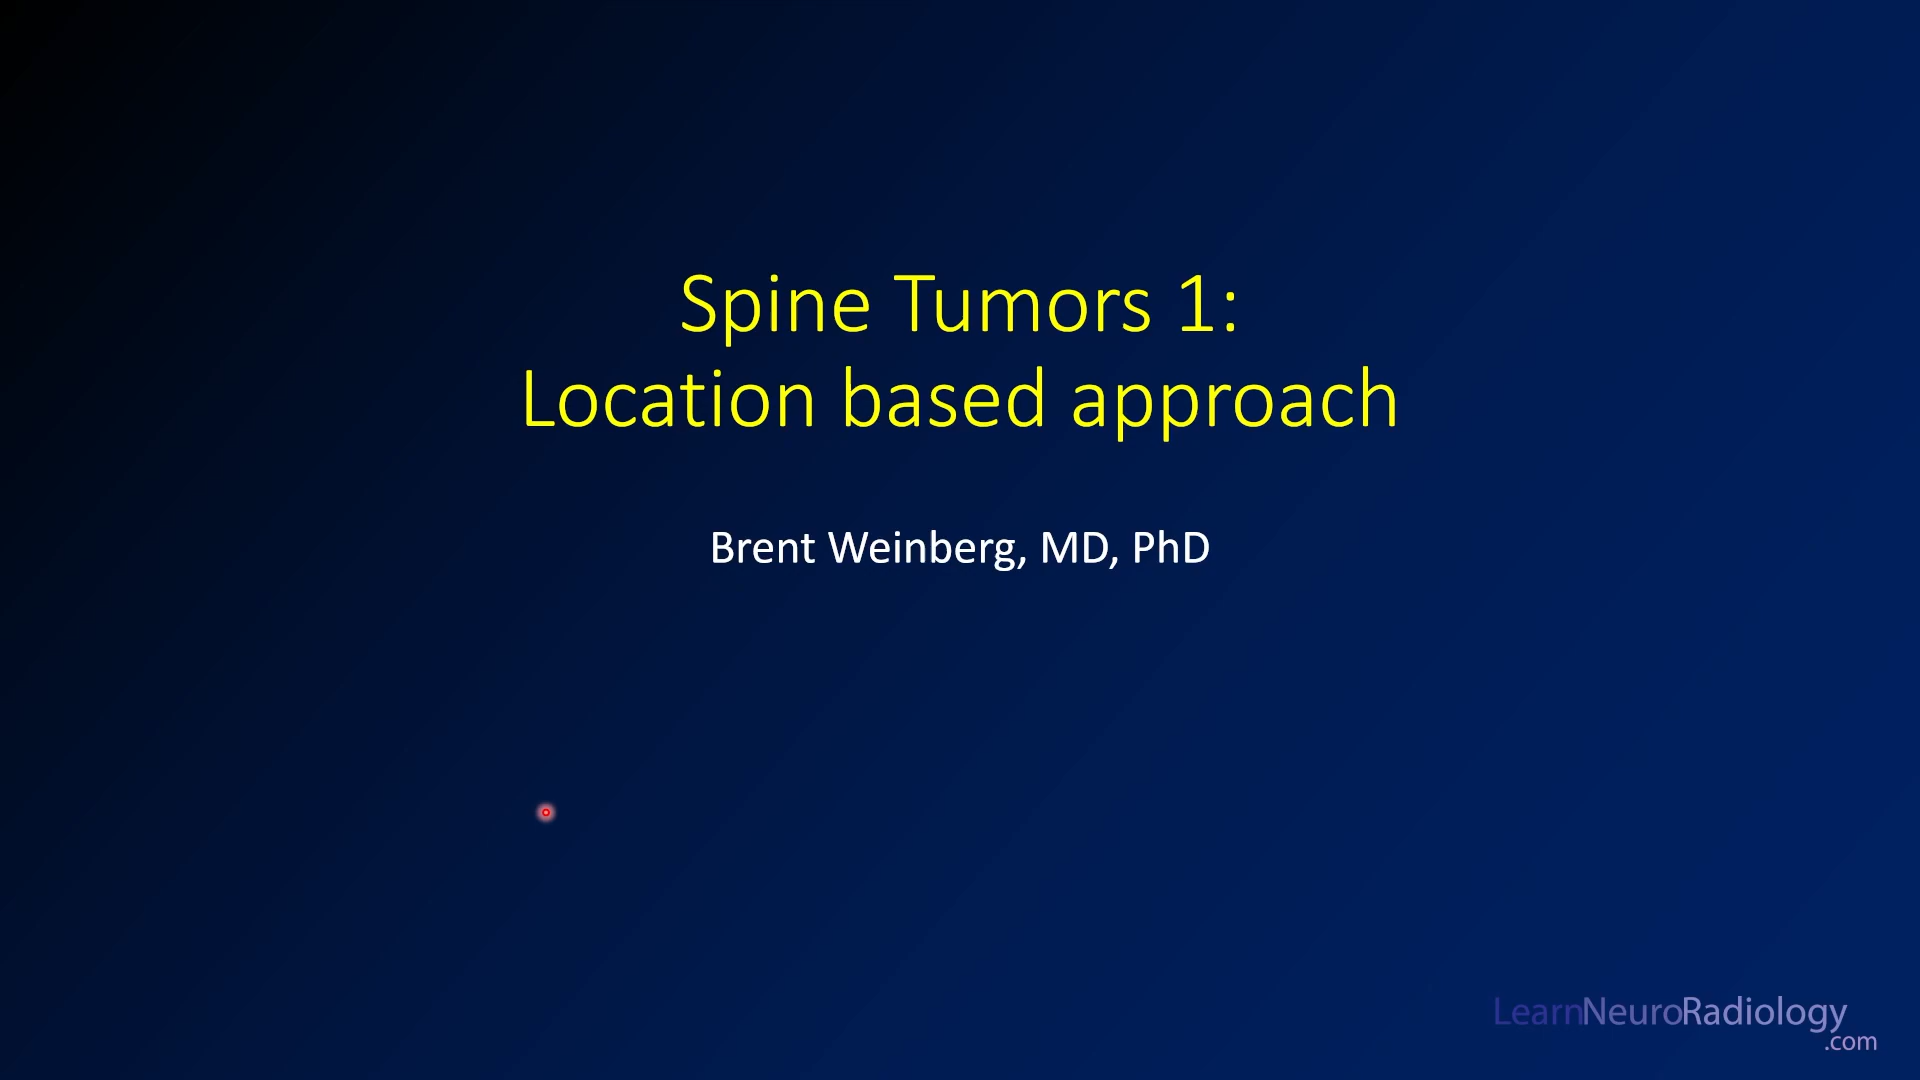 Spine Tumors 1:
Location based approach
Brent Weinberg, MD, PhD
LearnNeuroRadiology
.com